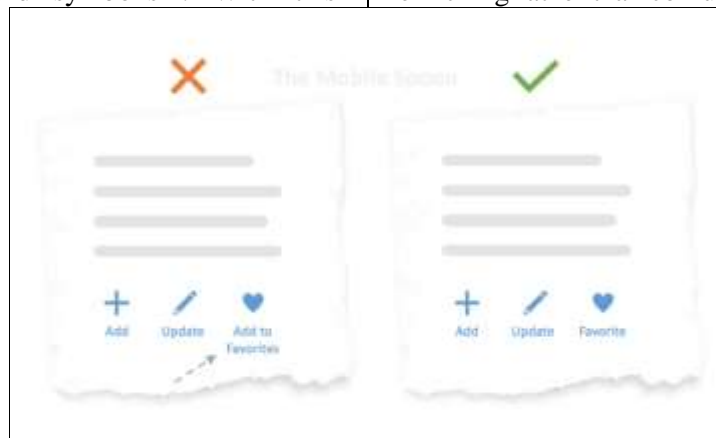 The Mobile Spoon
Add
Update
Add to
Favorites
Add
Update
Favorite